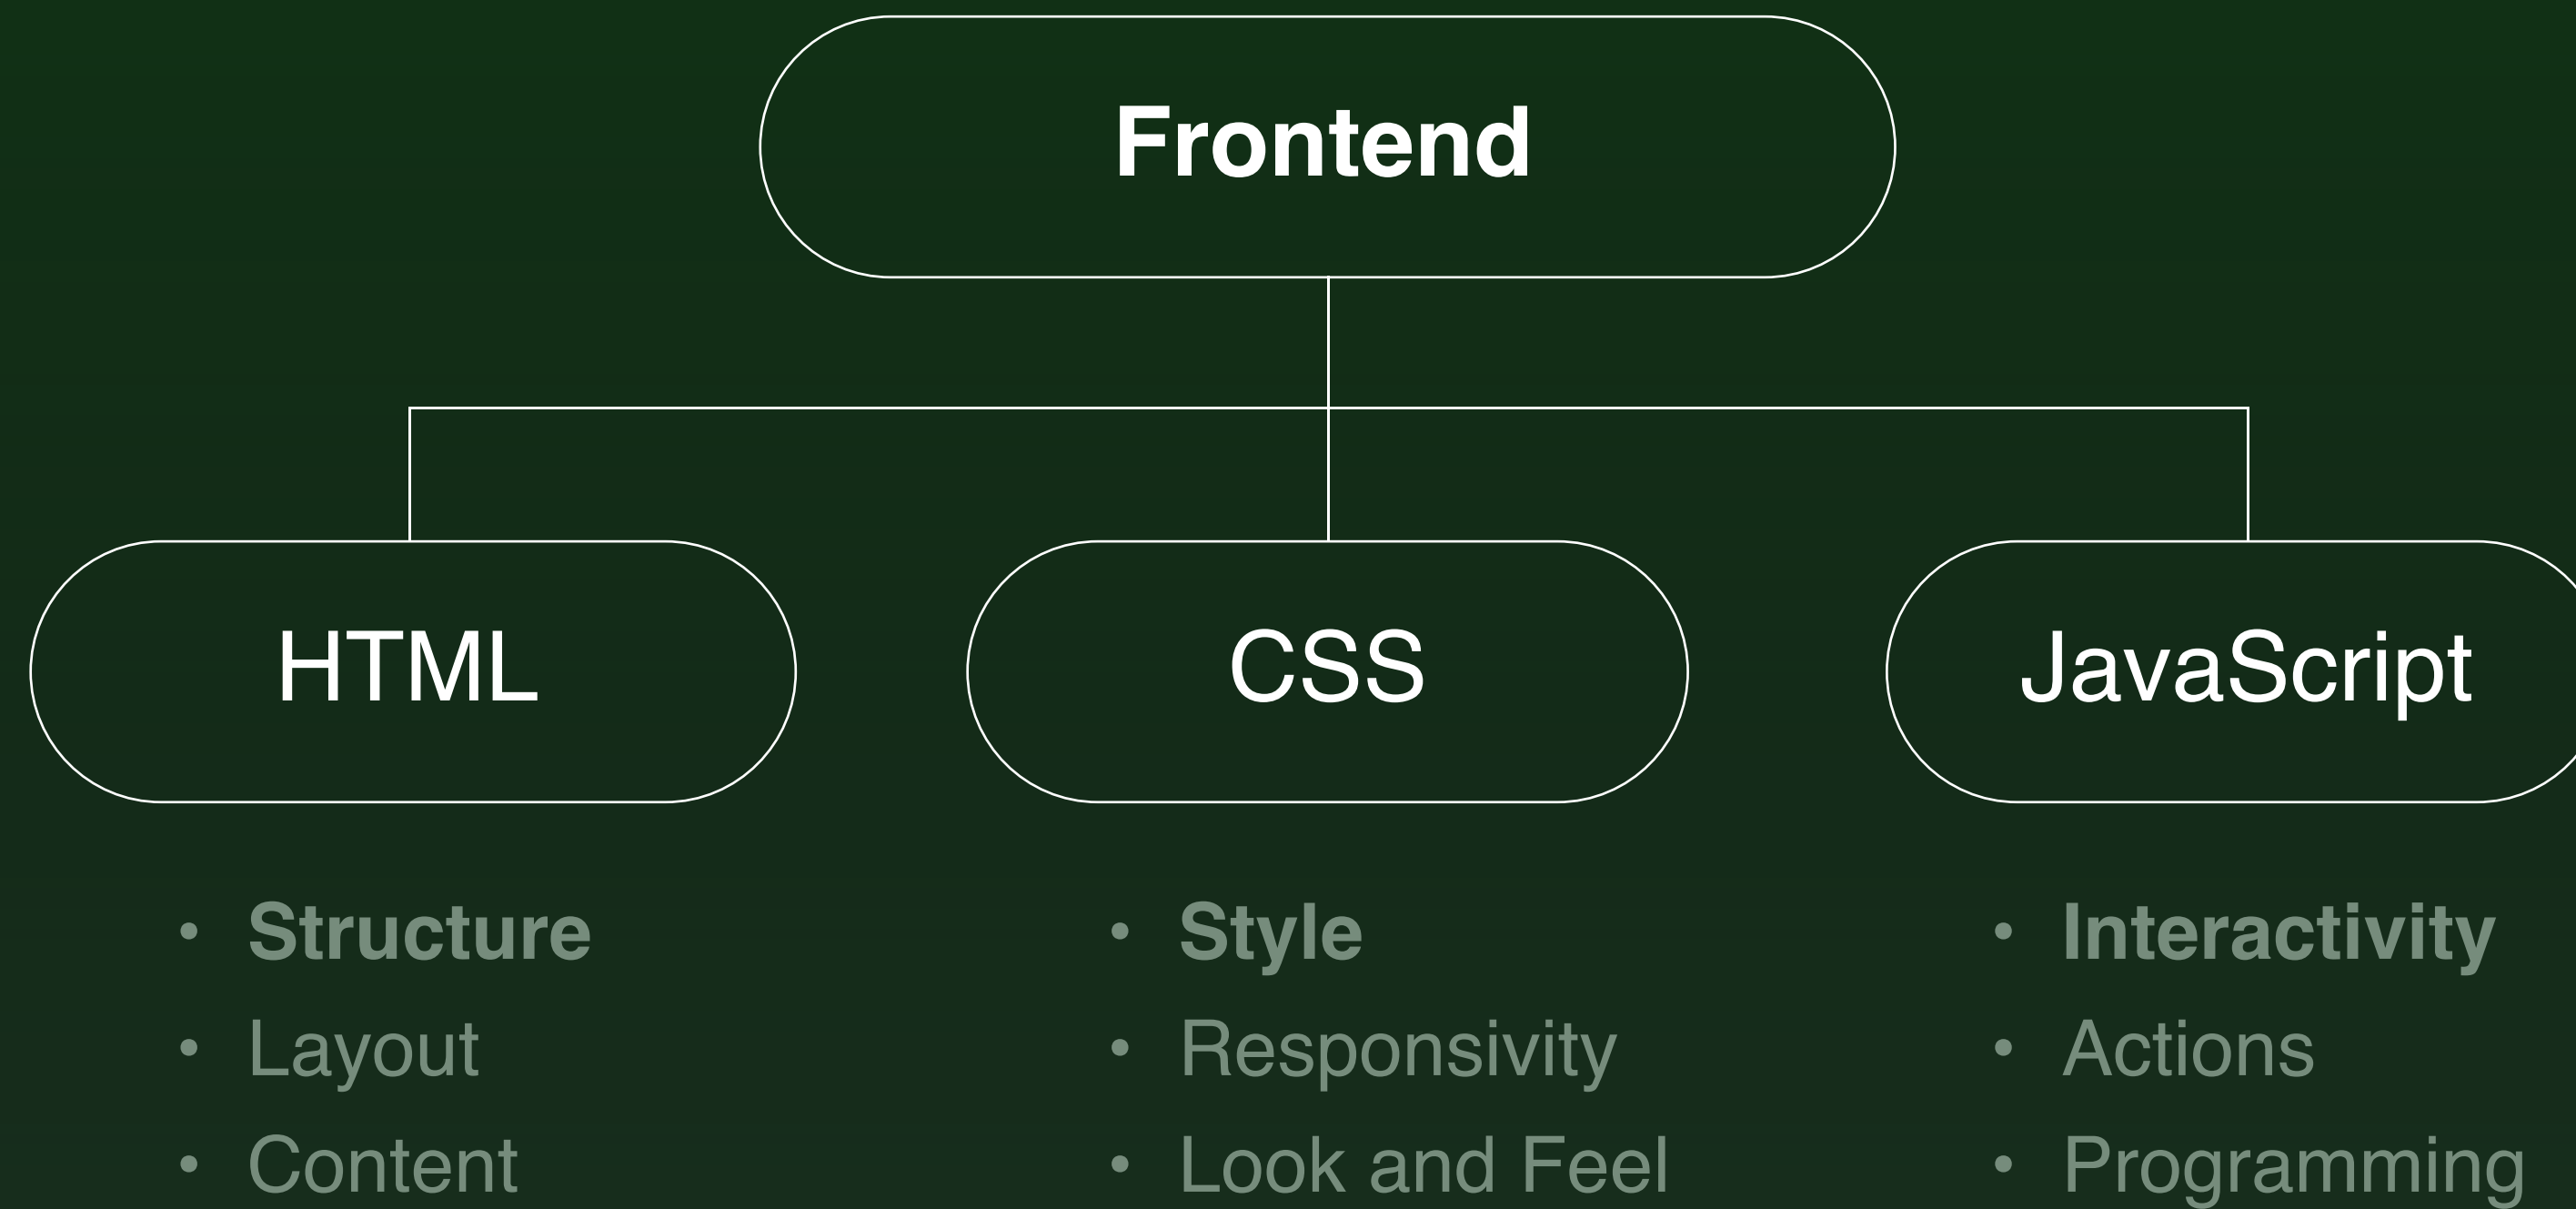 Frontend
HTML
CSS
JavaScript
• Structure
• Layout
• Content
• Style
• Responsivity
• Look and Feel
• Interactivity
• Actions
• Programming